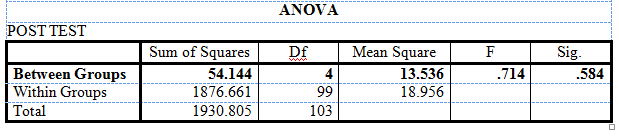 ANOVA
POST TEST
Sum of Squares Df Mean Square F Sig.
Between Groups 54.144 4 13.536 .714 .584
Within Groups 1876.661 99 18.956
Total 1930.805 103